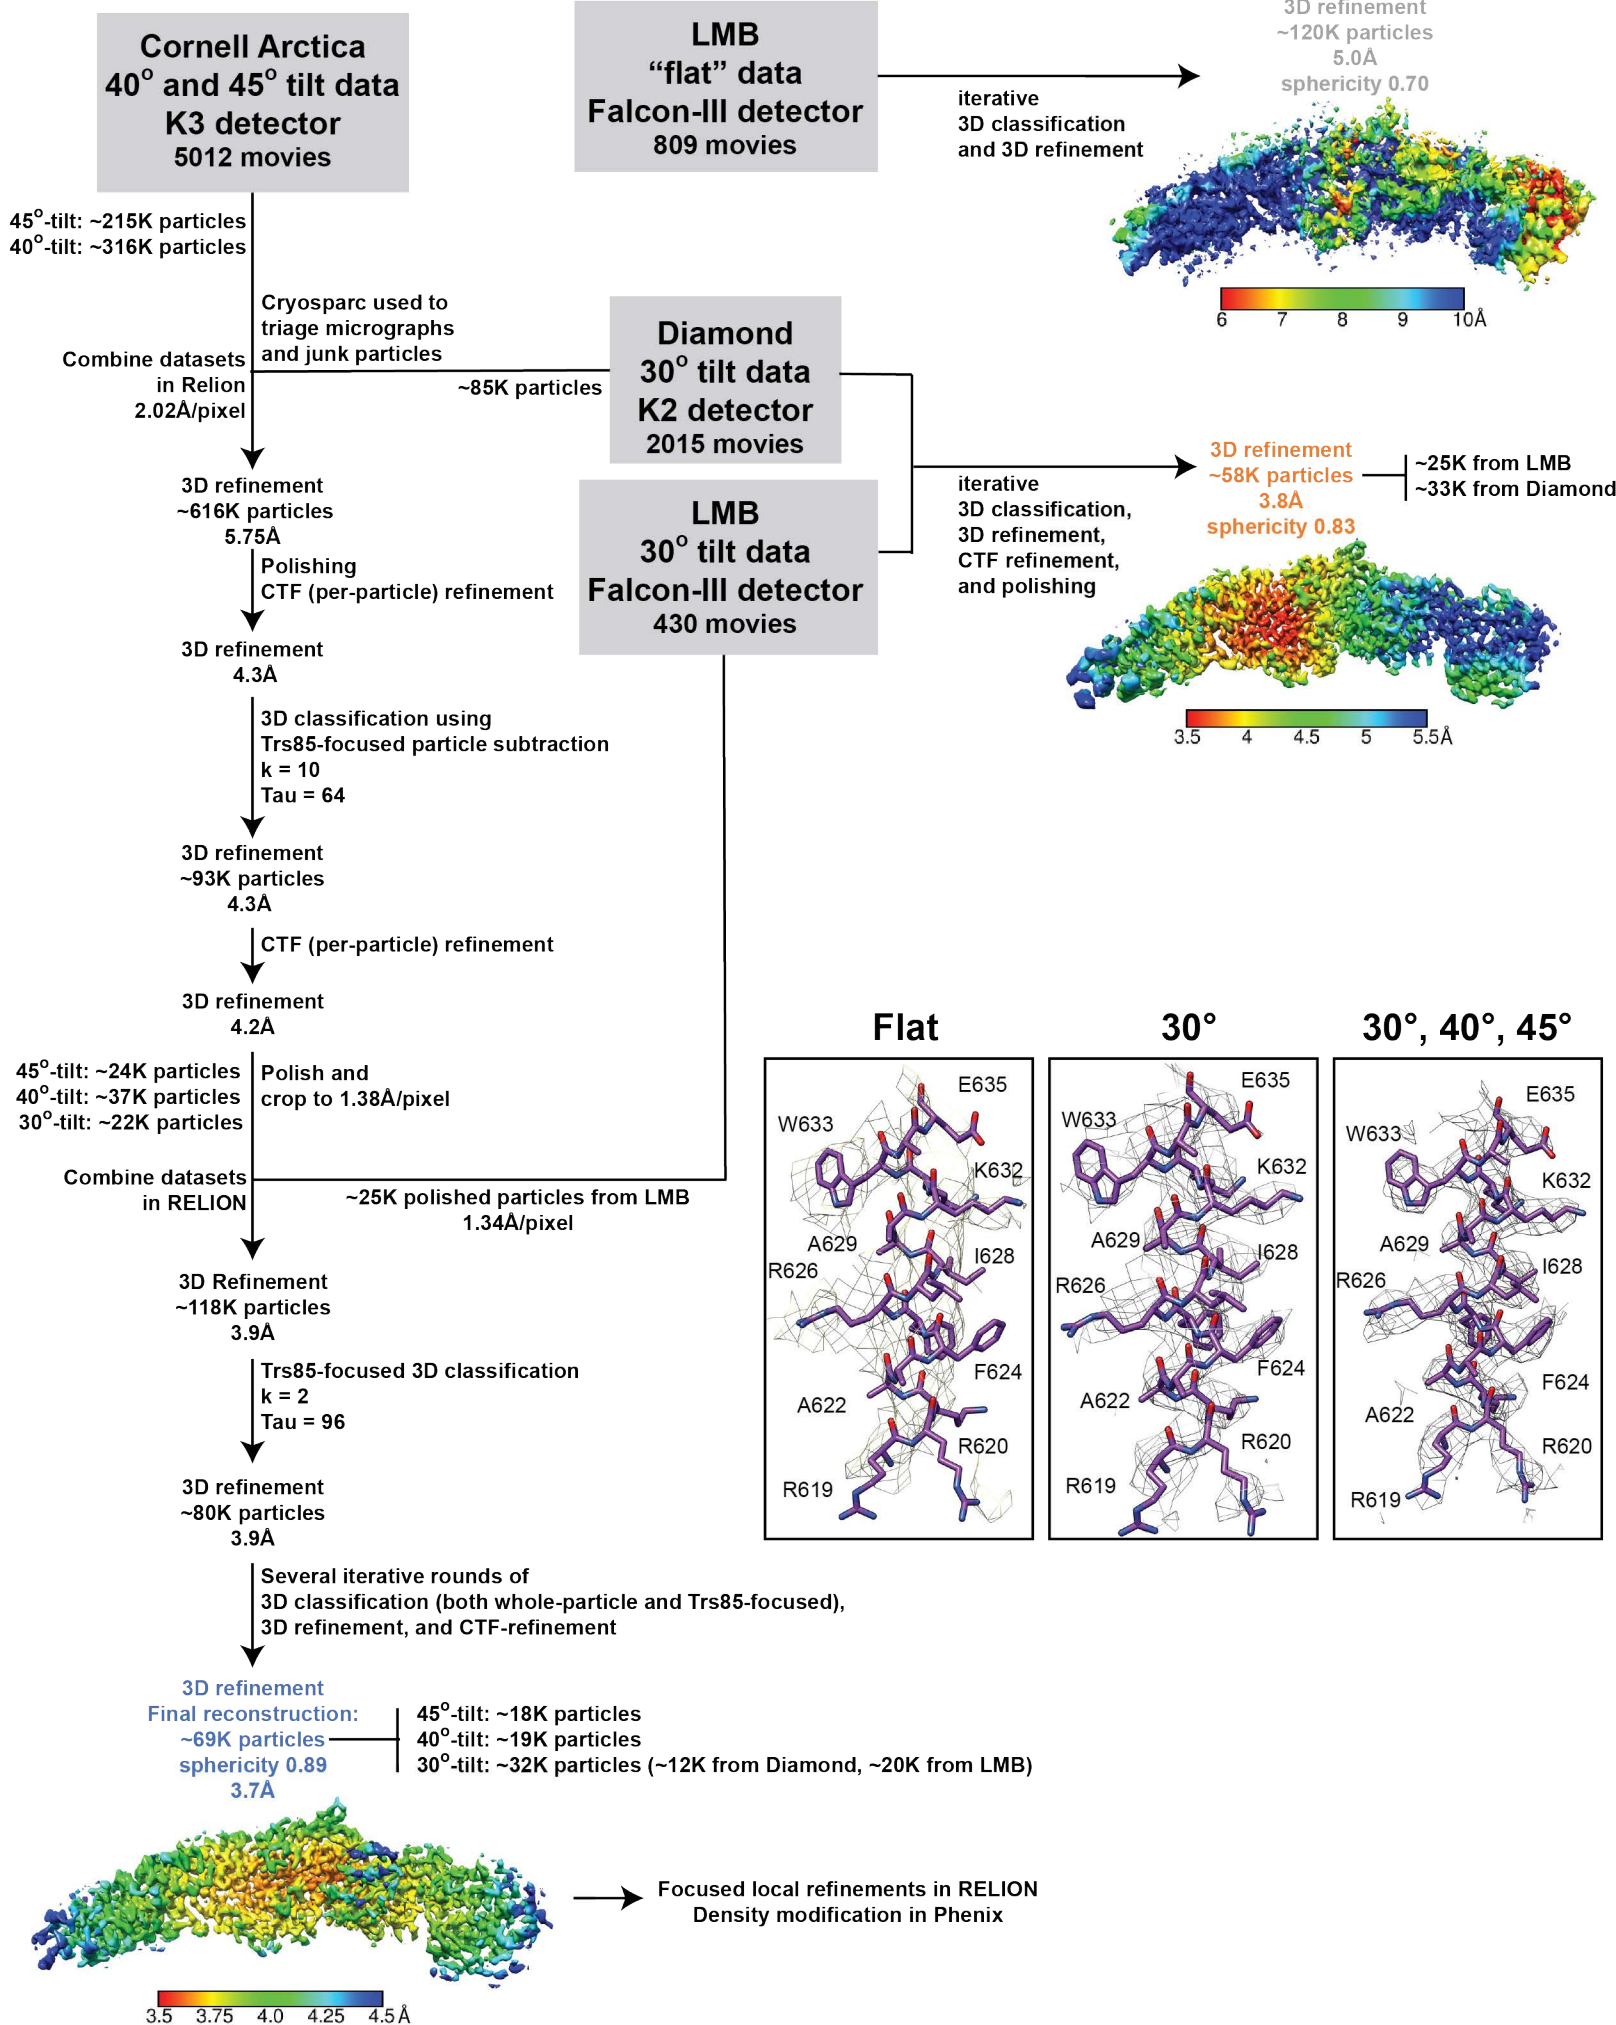 Cornell Arctica
40° and 45° tilt data
K3 detector
5012 movies
LMB
“flat” data
Falcon-III detector
809 movies
iterative
3D classification
and 3D refinement
3D refinement
~120K particles
5.0Å
sphericity 0.70
6 7 8 9 10Å
45°-tilt: ~215K particles
40°-tilt: ~316K particles
Cryosparc used to
triage micrographs
and junk particles
Combine datasets
in Relion
2.02Å/pixel
~85K particles
Diamond
30° tilt data
K2 detector
2015 movies
LMB
30° tilt data
Falcon-III detector
430 movies
iterative
3D classification,
3D refinement,
CTF refinement,
and polishing
3D refinement
~58K particles
3.8Å
sphericity 0.83
~25K from LMB
~33K from Diamond
3.5 4 4.5 5 5.5Å
3D refinement
~616K particles
5.75Å
Polishing
CTF (per-particle) refinement
3D refinement
4.3Å
3D classification using
Trs85-focused particle subtraction
k = 10
Tau = 64
3D refinement
~93K particles
4.3Å
CTF (per-particle) refinement
3D refinement
4.2Å
45°-tilt: ~24K particles
40°-tilt: ~37K particles
30°-tilt: ~22K particles
Polish and
crop to 1.38Å/pixel
Combine datasets
in RELION
~25K polished particles from LMB
1.34Å/pixel
3D Refinement
~118K particles
3.9Å
Trs85-focused 3D classification
k = 2
Tau = 96
3D refinement
~80K particles
3.9Å
Several iterative rounds of
3D classification (both whole-particle and Trs85-focused),
3D refinement, and CTF-refinement
Flat
E635
W633
K632
A629
I628
R626
F624
A622
R620
R619
30°
E635
W633
K632
A629
I628
R626
F624
A622
R620
R619
30°, 40°, 45°
E635
W633
K632
A629
I628
R626
F624
A622
R620
R619
3D refinement
Final reconstruction:
~69K particles
sphericity 0.89
3.7Å
45°-tilt: ~18K particles
40°-tilt: ~19K particles
30°-tilt: ~32K particles (~12K from Diamond, ~20K from LMB)
Focused local refinements in RELION
Density modification in Phenix
3.5 3.75 4.0 4.25 4.5Å